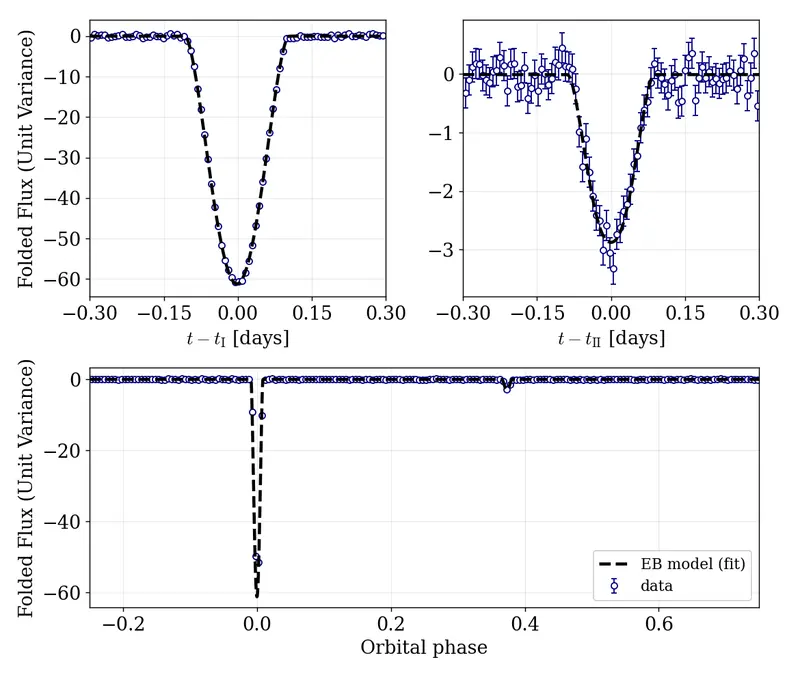 Folded Flux (Unit Variance)
0
−10
−20
−30
−40
−50
−60
−0.30 −0.15 0.00 0.15 0.30
t − t_I [days]
0
−1
−2
−3
−0.30 −0.15 0.00 0.15 0.30
t − t_II [days]
Folded Flux (Unit Variance)
0
−20
−40
−60
−0.2 0.0 0.2 0.4 0.6
Orbital phase
EB model (fit)
data